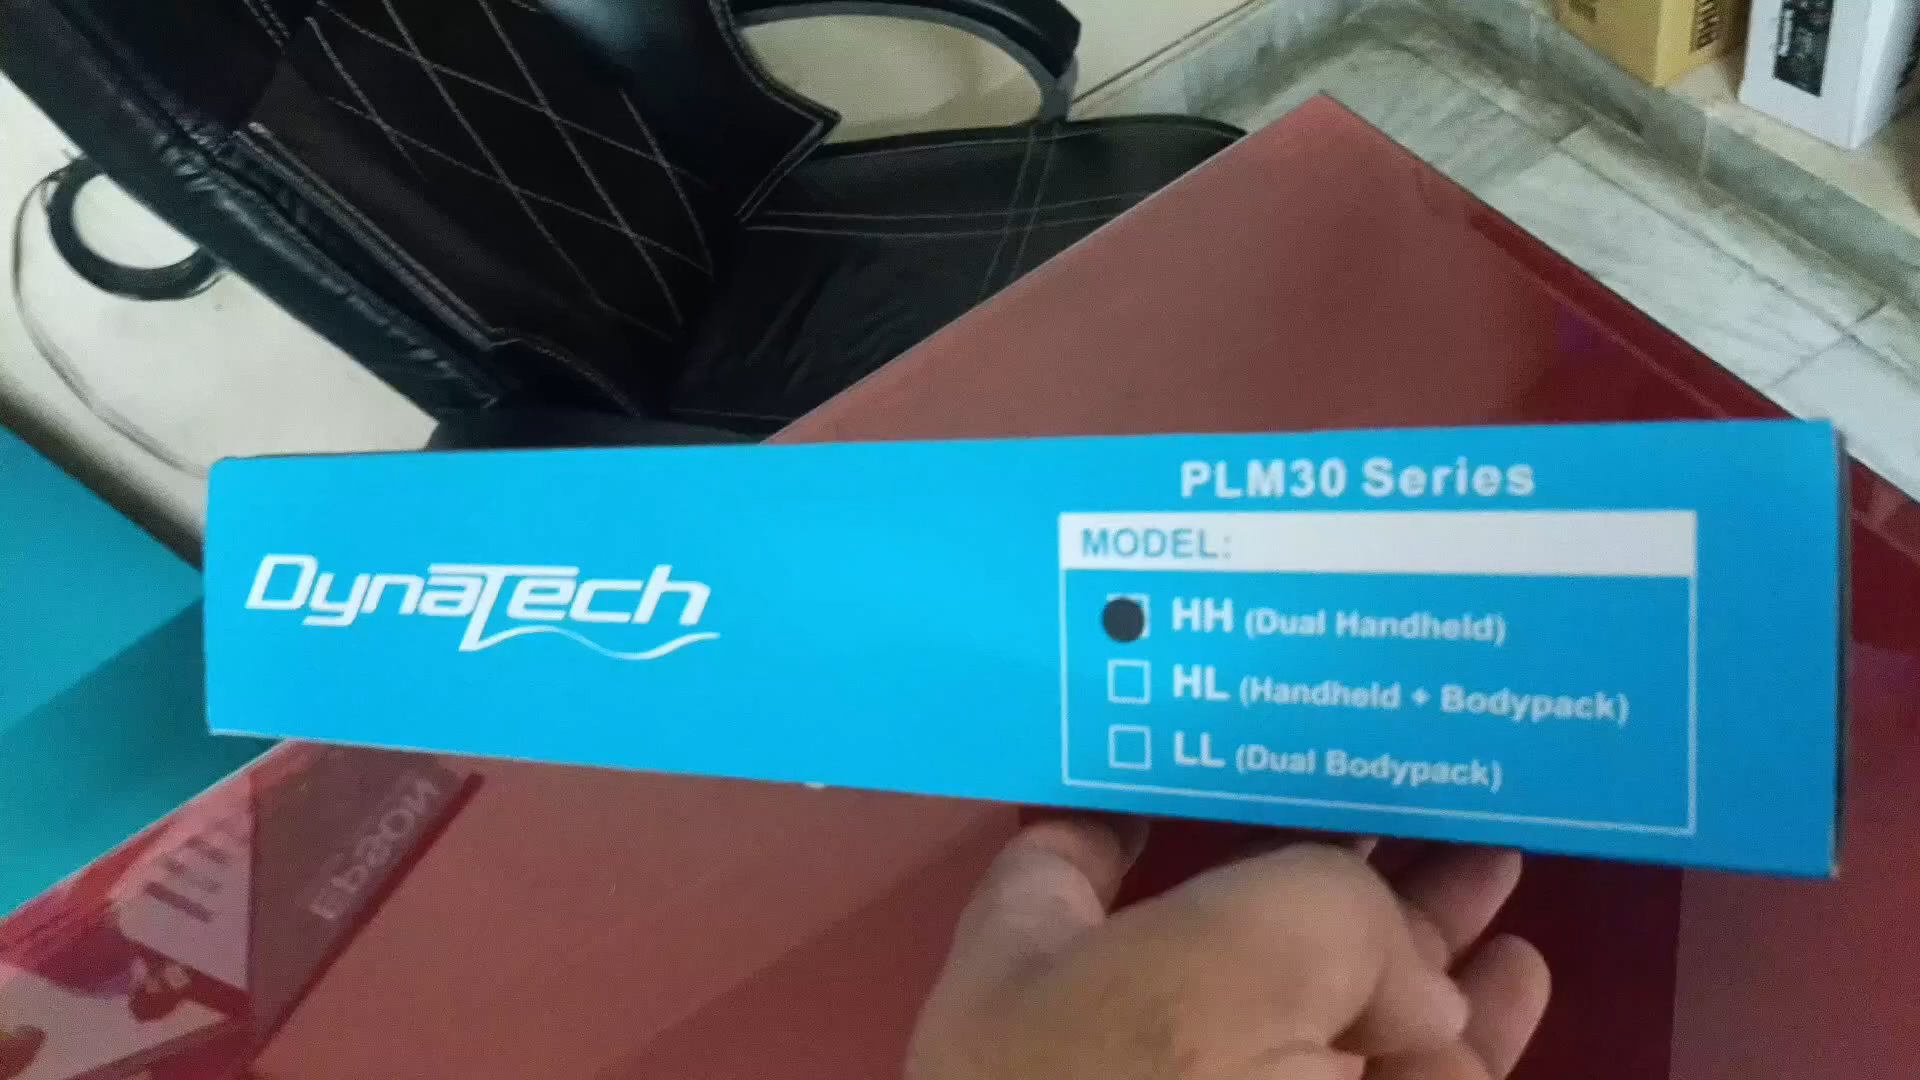 DynaTech
PLM30 Series
MODEL:
HH (Dual Handheld)
HL (Handheld + Bodypack)
LL (Dual Bodypack)